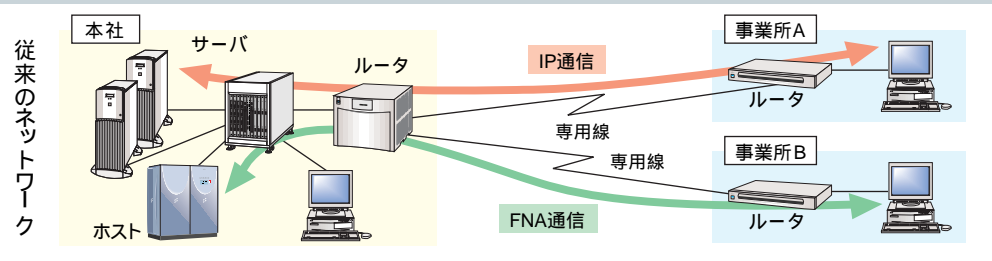 従来のネットワーク
本社
サーバ
ルータ
ホスト
IP通信
専用線
専用線
FNA通信
事業所A
ルータ
事業所B
ルータ